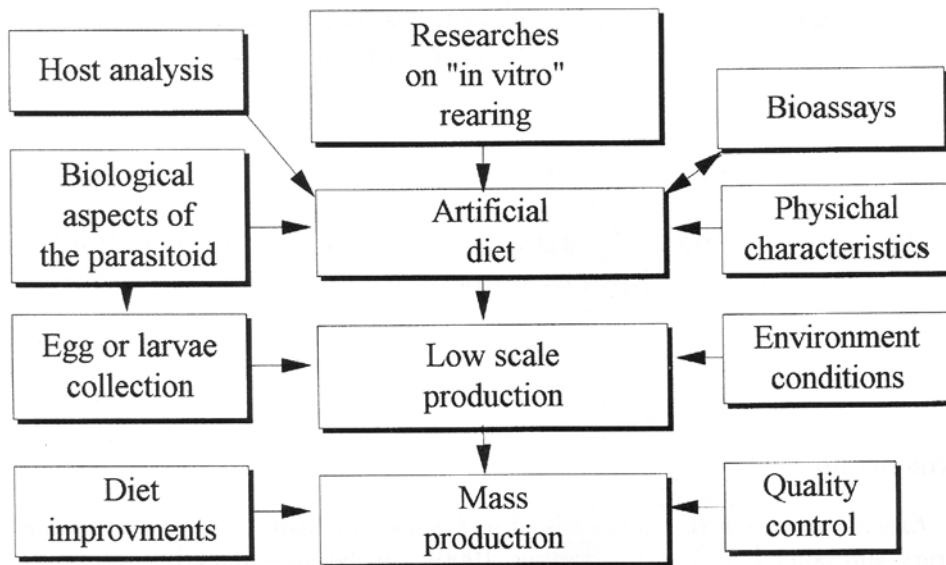 Host analysis
Researches
on "in vitro"
rearing
Bioassays
Biological
aspects of
the parasitoid
Artificial
diet
Physichal
characteristics
Egg or larvae
collection
Low scale
production
Environment
conditions
Diet
improvments
Mass
production
Quality
control